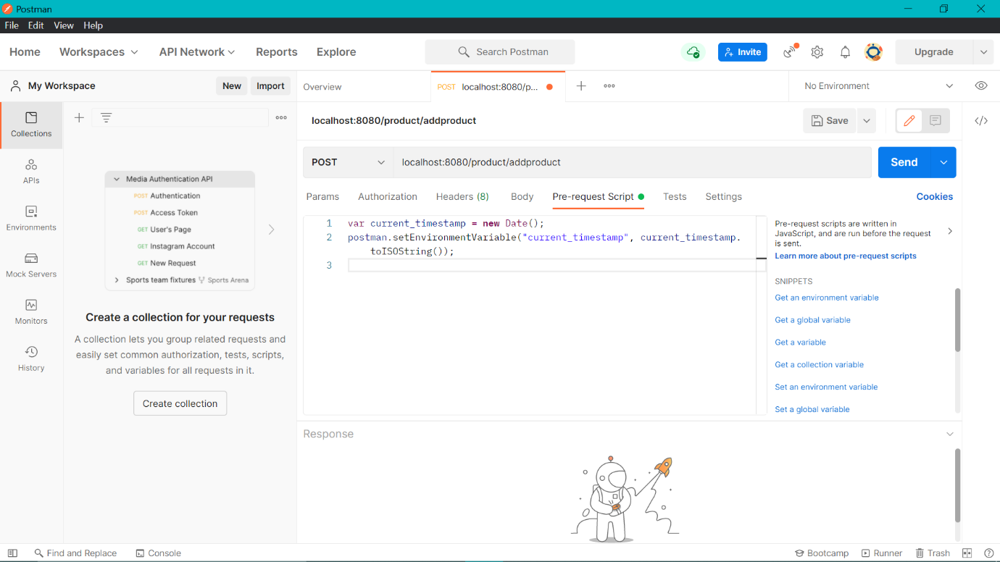 Postman
File Edit View Help
Home Workspaces API Network Reports Explore Search Postman Invite Upgrade
My Workspace New Import Overview POST localhost:8080/p... No Environment
Collections
APIs
Environments
Mock Servers
Monitors
History
Media Authentication API
POST Authentication
POST Access Token
GET User's Page
GET Instagram Account
GET New Request
Sports team fixtures Sports Arena
Create a collection for your requests
A collection lets you group related requests and
easily set common authorization, tests, scripts,
and variables for all requests in it.
Create collection
localhost:8080/product/addproduct Save
POST localhost:8080/product/addproduct Send
Params Authorization Headers (8) Body Pre-request Script Tests Settings Cookies
1 var current_timestamp = new Date();
2 postman.setEnvironmentVariable("current_timestamp", current_timestamp.
toISOString());
3
Pre-request scripts are written in
JavaScript, and are run before the request
is sent.
Learn more about pre-request scripts
SNIPPETS
Get an environment variable
Get a global variable
Get a variable
Get a collection variable
Set an environment variable
Set a global variable
Response
Find and Replace Console Bootcamp Runner Trash